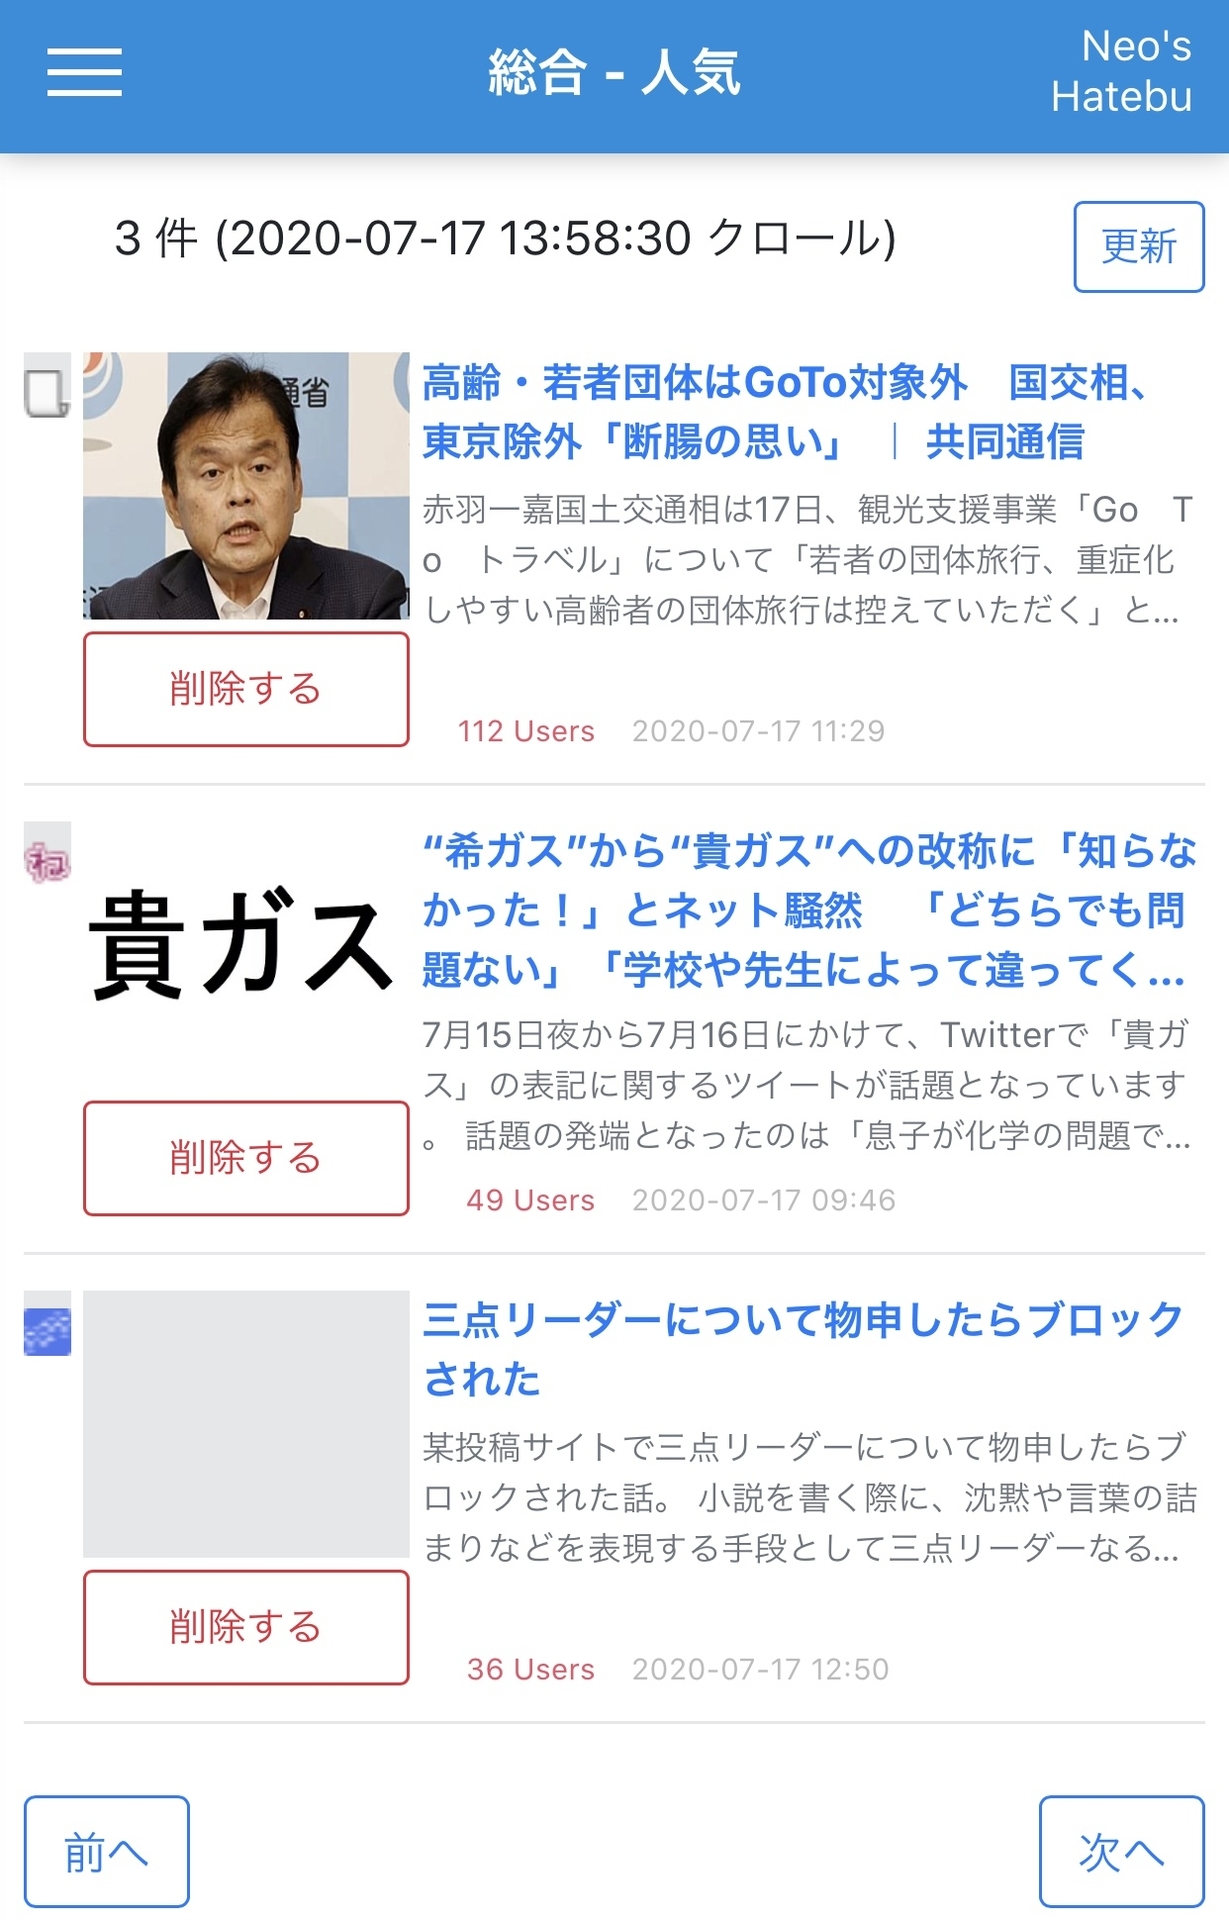 総合 - 人気
Neo's
Hatebu
3 件 (2020-07-17 13:58:30 クロール)
更新
通省
高齢・若者団体はGoTo対象外　国交相、
東京除外「断腸の思い」 ｜ 共同通信
赤羽一嘉国土交通相は17日、観光支援事業「Go　T
o　トラベル」について「若者の団体旅行、重症化
しやすい高齢者の団体旅行は控えていただく」と...
削除する
112 Users 2020-07-17 11:29
ね
貴ガス
“希ガス”から“貴ガス”への改称に「知らな
かった！」とネット騒然　「どちらでも問
題ない」「学校や先生によって違ってく...
7月15日夜から7月16日にかけて、Twitterで「貴ガ
ス」の表記に関するツイートが話題となっています
。 話題の発端となったのは「息子が化学の問題で...
削除する
49 Users 2020-07-17 09:46
三点リーダーについて物申したらブロック
された
某投稿サイトで三点リーダーについて物申したらブ
ロックされた話。 小説を書く際に、沈黙や言葉の詰
まりなどを表現する手段として三点リーダーなる...
削除する
36 Users 2020-07-17 12:50
前へ
次へ